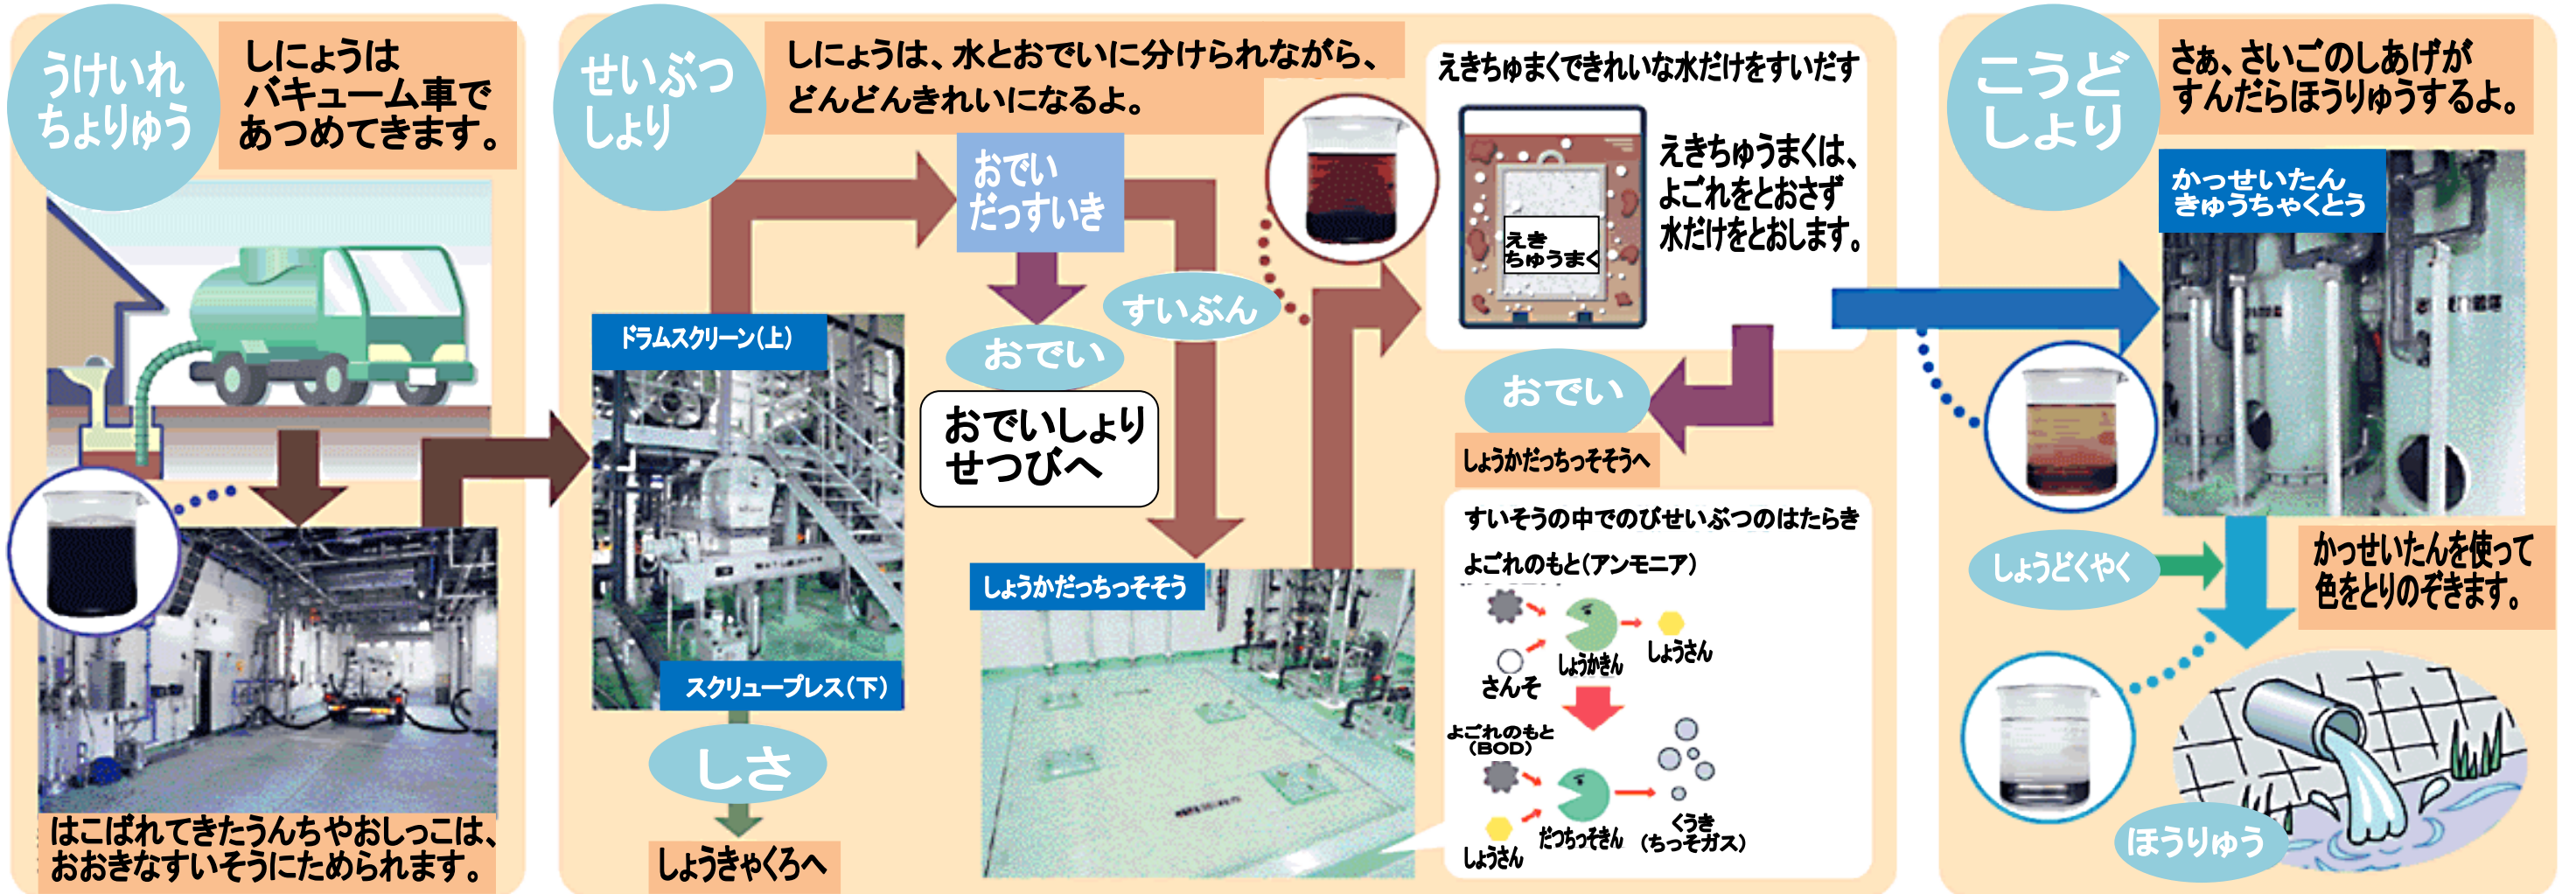 うけいれ
ちょりゅう
しにょうは
バキューム車で
あつめてきます。
はこばれてきたうんちやおしっこは、
おおきなすいそうにためられます。
せいぶつ
しょり
しにょうは、水とおでいに分けられながら、
どんどんきれいになるよ。
ドラムスクリーン(上)
スクリュープレス(下)
しさ
しょうきゃくろへ
おでい
だっすいき
おでい
おでいしょり
せつびへ
すいぶん
しょうかだっちっそそう
えきちゅまくできれいな水だけをすいだす
えき
ちゅうまく
えきちゅうまくは、
よごれをとおさず
水だけをとおします。
おでい
しょうかだっちっそそうへ
すいそうの中でのびせいぶつのはたらき
よごれのもと(アンモニア)
さんそ
しょうかきん
しょうさん
よごれのもと
(BOD)
しょうさん
だつちっそきん
くうき
(ちっそガス)
こうど
しょり
さぁ、さいごのしあげが
すんだらほうりゅうするよ。
かっせいたん
きゅうちゃくとう
しょうどくやく
かっせいたんを使って
色をとりのぞきます。
ほうりゅう